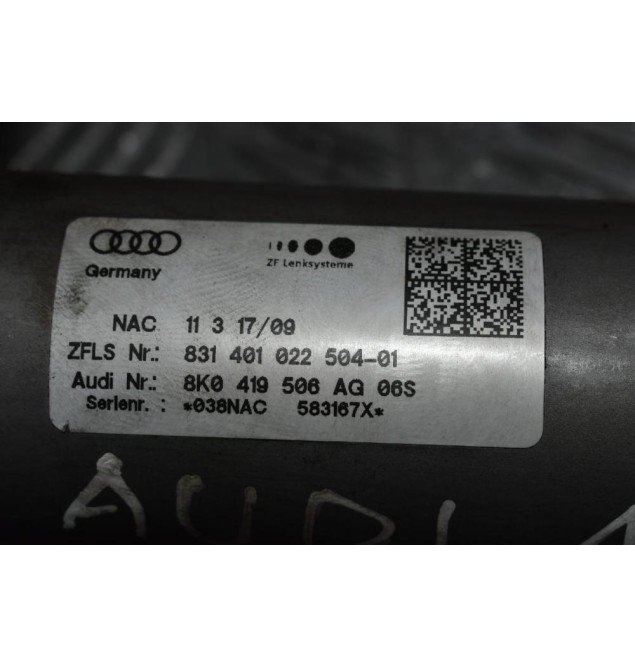 Germany
ZF Lenksysteme
NAC 11 3 17/09
ZFLS Nr.: 831 401 022 504-01
Audi Nr.: 8K0 419 506 AG 06S
Serienr. : *038NAC 583167X*
AUDI